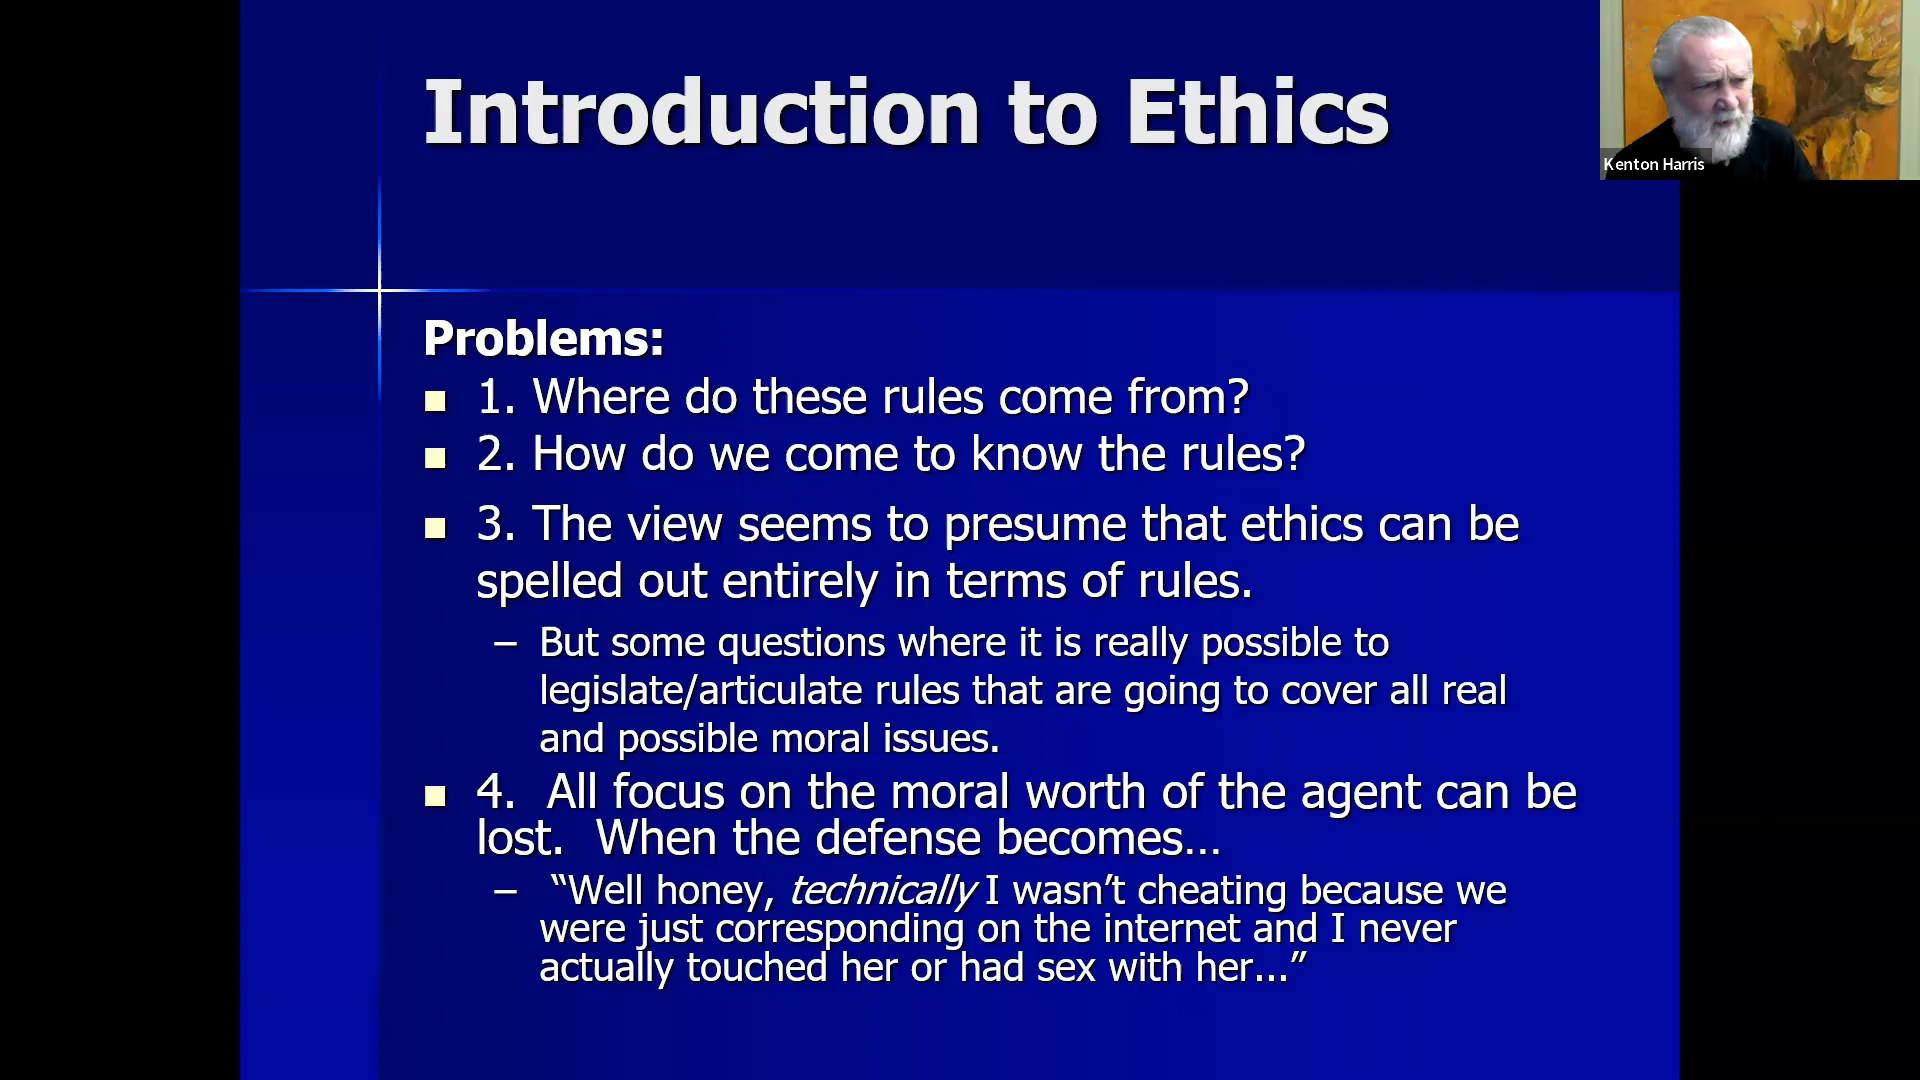 Introduction to Ethics
Kenton Harris
Problems:
1. Where do these rules come from?
2. How do we come to know the rules?
3. The view seems to presume that ethics can be
spelled out entirely in terms of rules.
– But some questions where it is really possible to
legislate/articulate rules that are going to cover all real
and possible moral issues.
4.  All focus on the moral worth of the agent can be
lost.  When the defense becomes…
– “Well honey, technically I wasn’t cheating because we
were just corresponding on the internet and I never
actually touched her or had sex with her...”